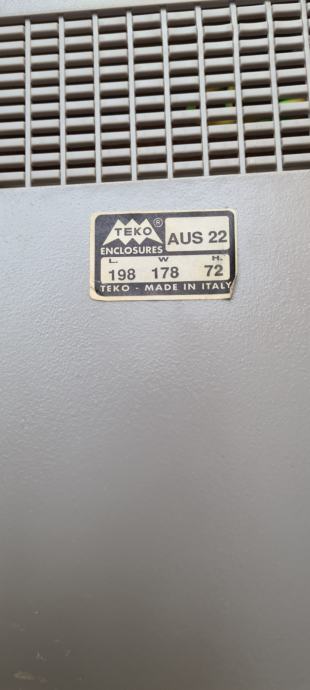 TEKO ®
ENCLOSURES
AUS 22
L. W H.
198 178 72
TEKO - MADE IN ITALY